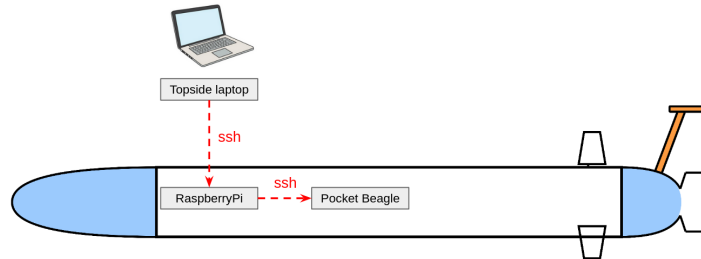 Topside laptop
ssh
ssh
RaspberryPi
Pocket Beagle